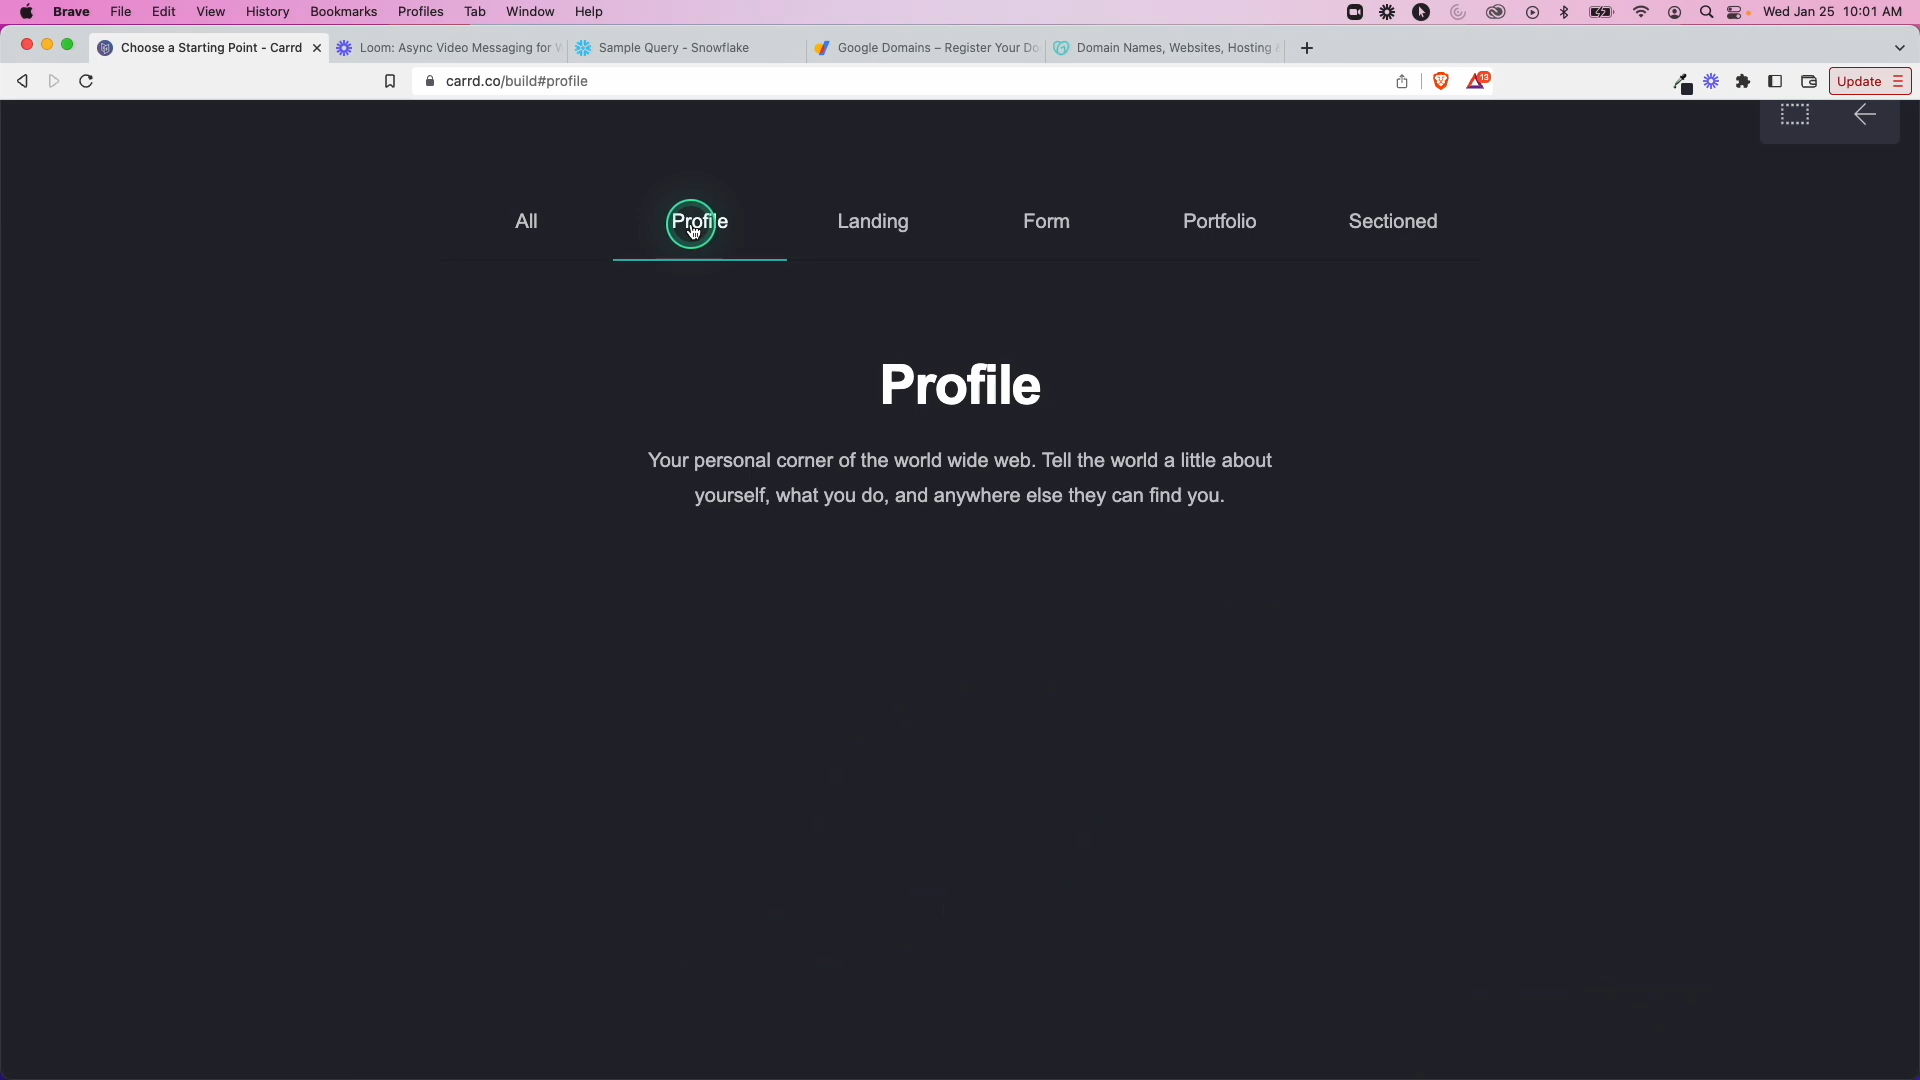 Brave File Edit View History Bookmarks Profiles Tab Window Help Wed Jan 25 10:01 AM
Choose a Starting Point - Carrd Loom: Async Video Messaging for Sample Query - Snowflake Google Domains – Register Your Do Domain Names, Websites, Hosting
carrd.co/build#profile 13 Update
All Profile Landing Form Portfolio Sectioned
Profile
Your personal corner of the world wide web. Tell the world a little about
yourself, what you do, and anywhere else they can find you.